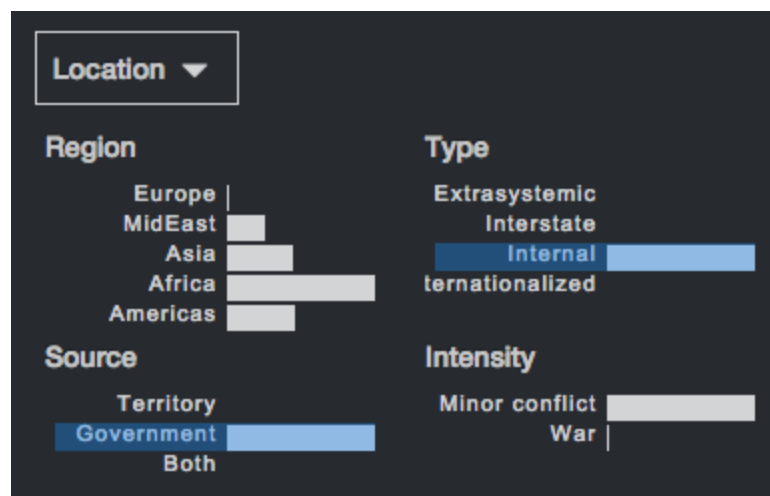 Location
Region
Europe
MidEast
Asia
Africa
Americas
Type
Extrasystemic
Interstate
Internal
ternationalized
Source
Territory
Government
Both
Intensity
Minor conflict
War